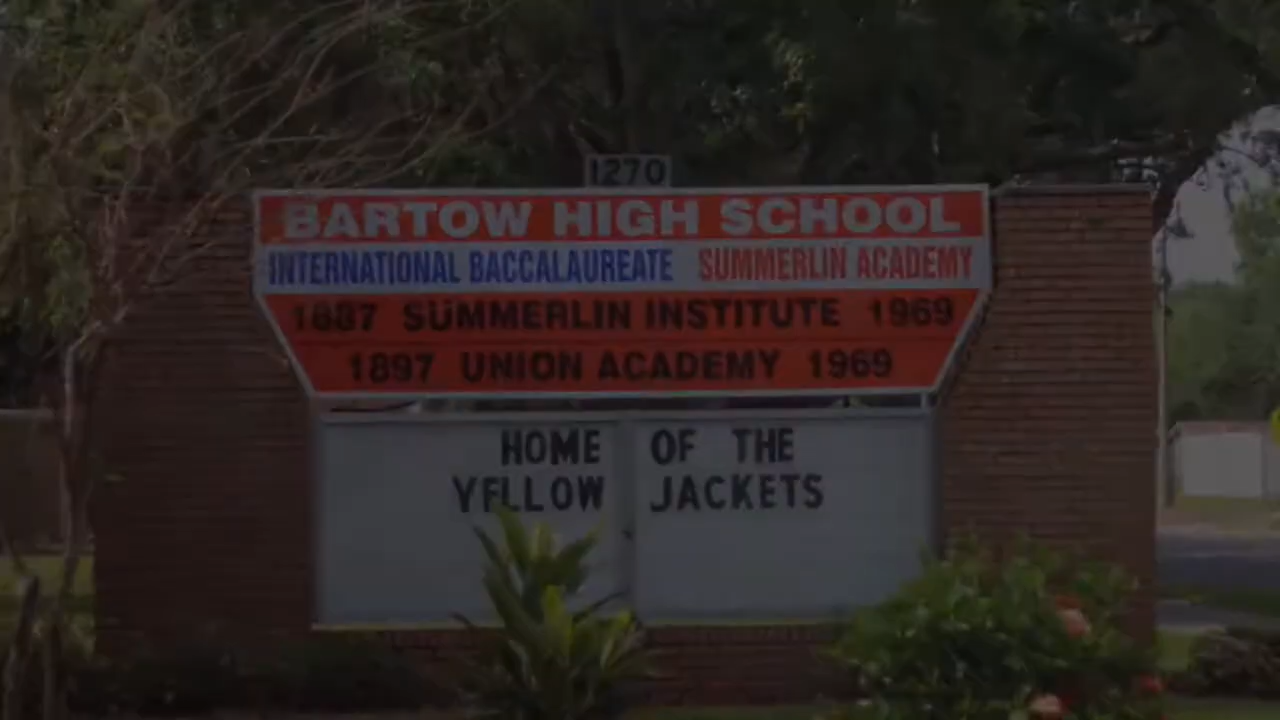 1270
BARTOW HIGH SCHOOL
INTERNATIONAL BACCALAUREATE SUMMERLIN ACADEMY
1887 SUMMERLIN INSTITUTE 1969
1897 UNION ACADEMY 1969
HOME OF THE
YELLOW JACKETS